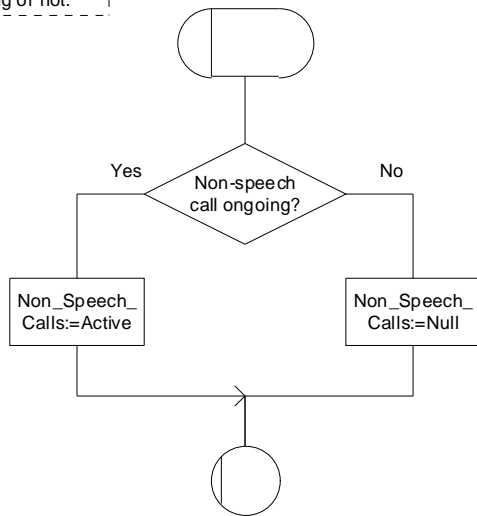 or not.
Yes
No
Non-speech
call ongoing?
Non_Speech_
Calls:=Active
Non_Speech_
Calls:=Null